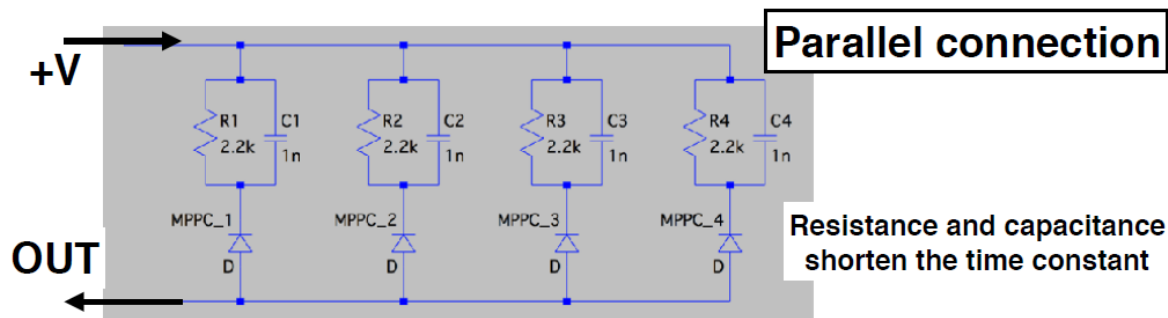 Parallel connection
+V
R1
C1
2.2k
1n
R2
C2
2.2k
1n
R3
C3
2.2k
1n
R4
C4
2.2k
1n
MPPC_1
MPPC_2
MPPC_3
MPPC_4
D
D
D
D
Resistance and capacitance
shorten the time constant
OUT